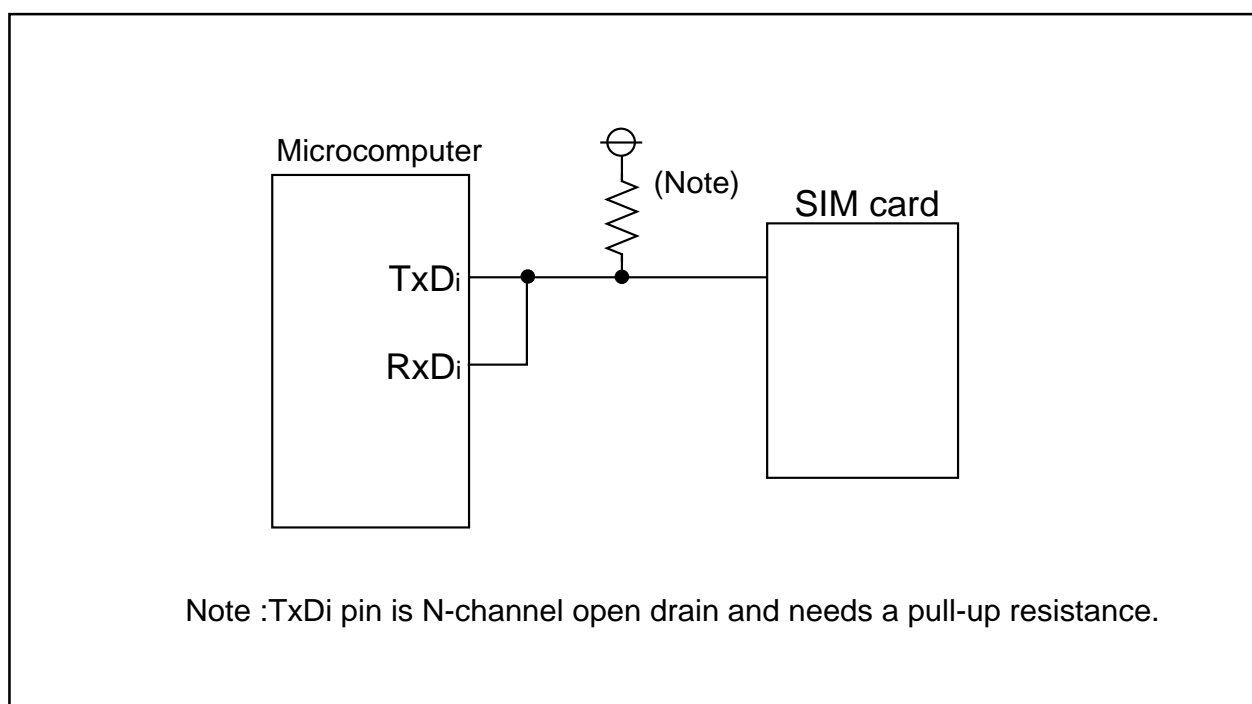 Microcomputer
(Note)
SIM card
TxDi
RxDi
Note :TxDi pin is N-channel open drain and needs a pull-up resistance.